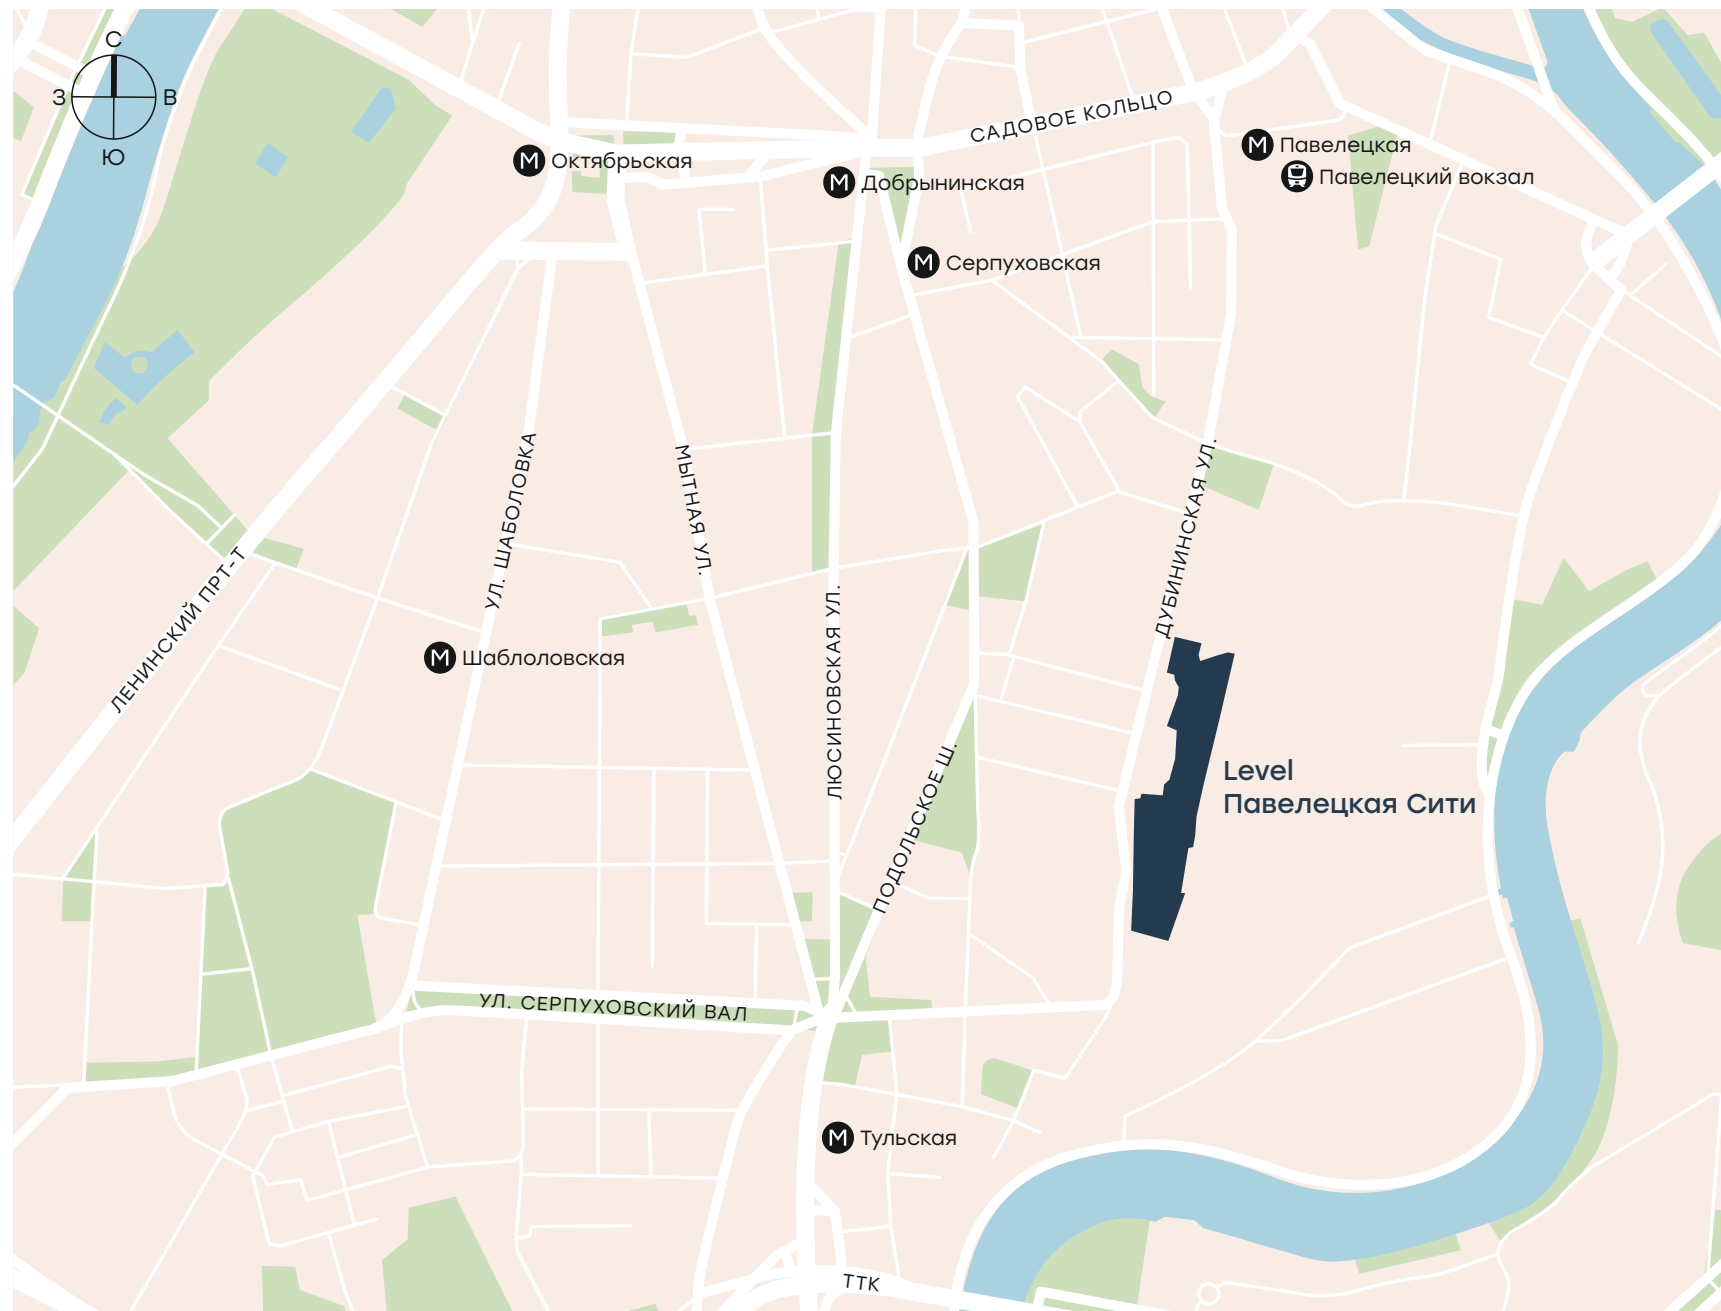 С
З
В
Ю
САДОВОЕ КОЛЬЦО
М Октябрьская
М Добрынинская
М Павелецкая
Павелецкий вокзал
М Серпуховская
УЛ. ШАБОЛОВКА
МЫТНАЯ УЛ.
ДУБИНИНСКАЯ УЛ.
ЛЕНИНСКИЙ ПРТ-Т
ЛЮСИНОВСКАЯ УЛ.
М Шаблоловская
ПОДОЛЬСКОЕ Ш.
Level
Павелецкая Сити
УЛ. СЕРПУХОВСКИЙ ВАЛ
М Тульская
ТТК